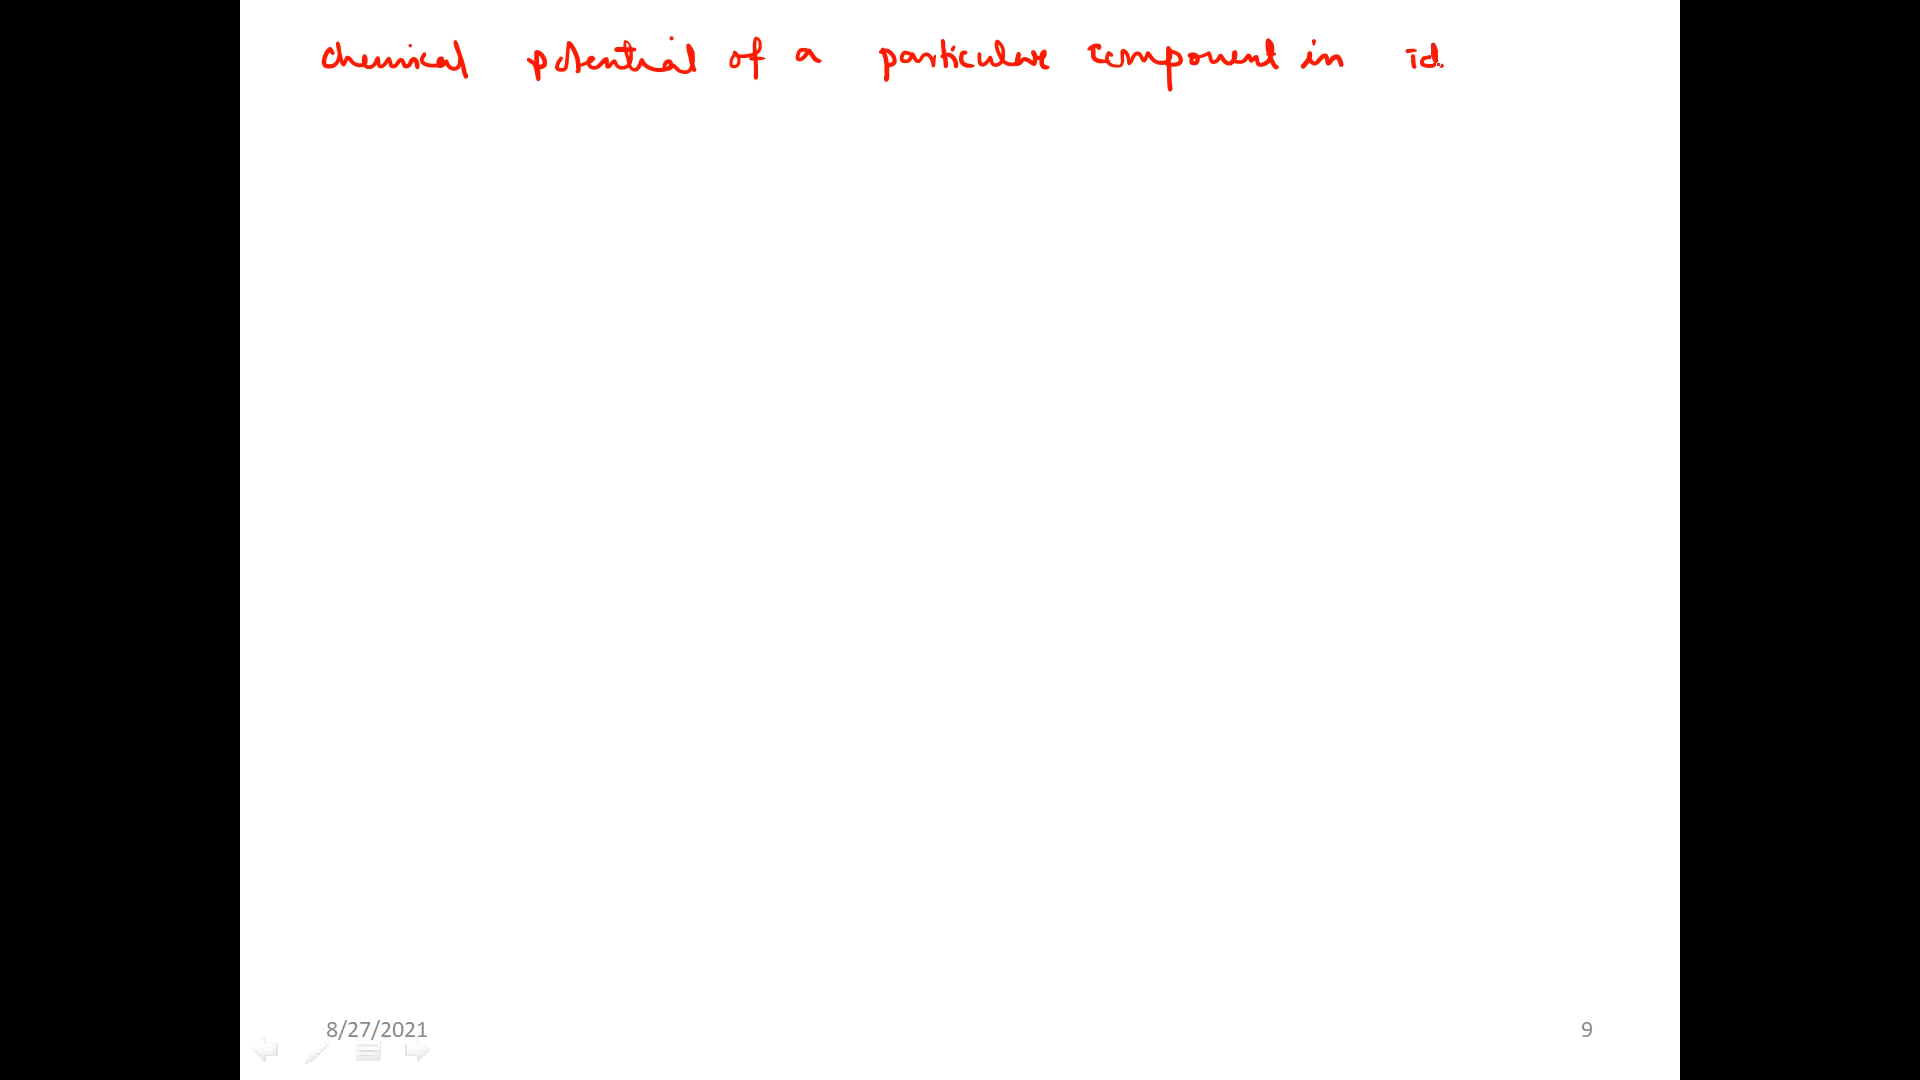 chemical potential of a particular component in id
8/27/2021
9